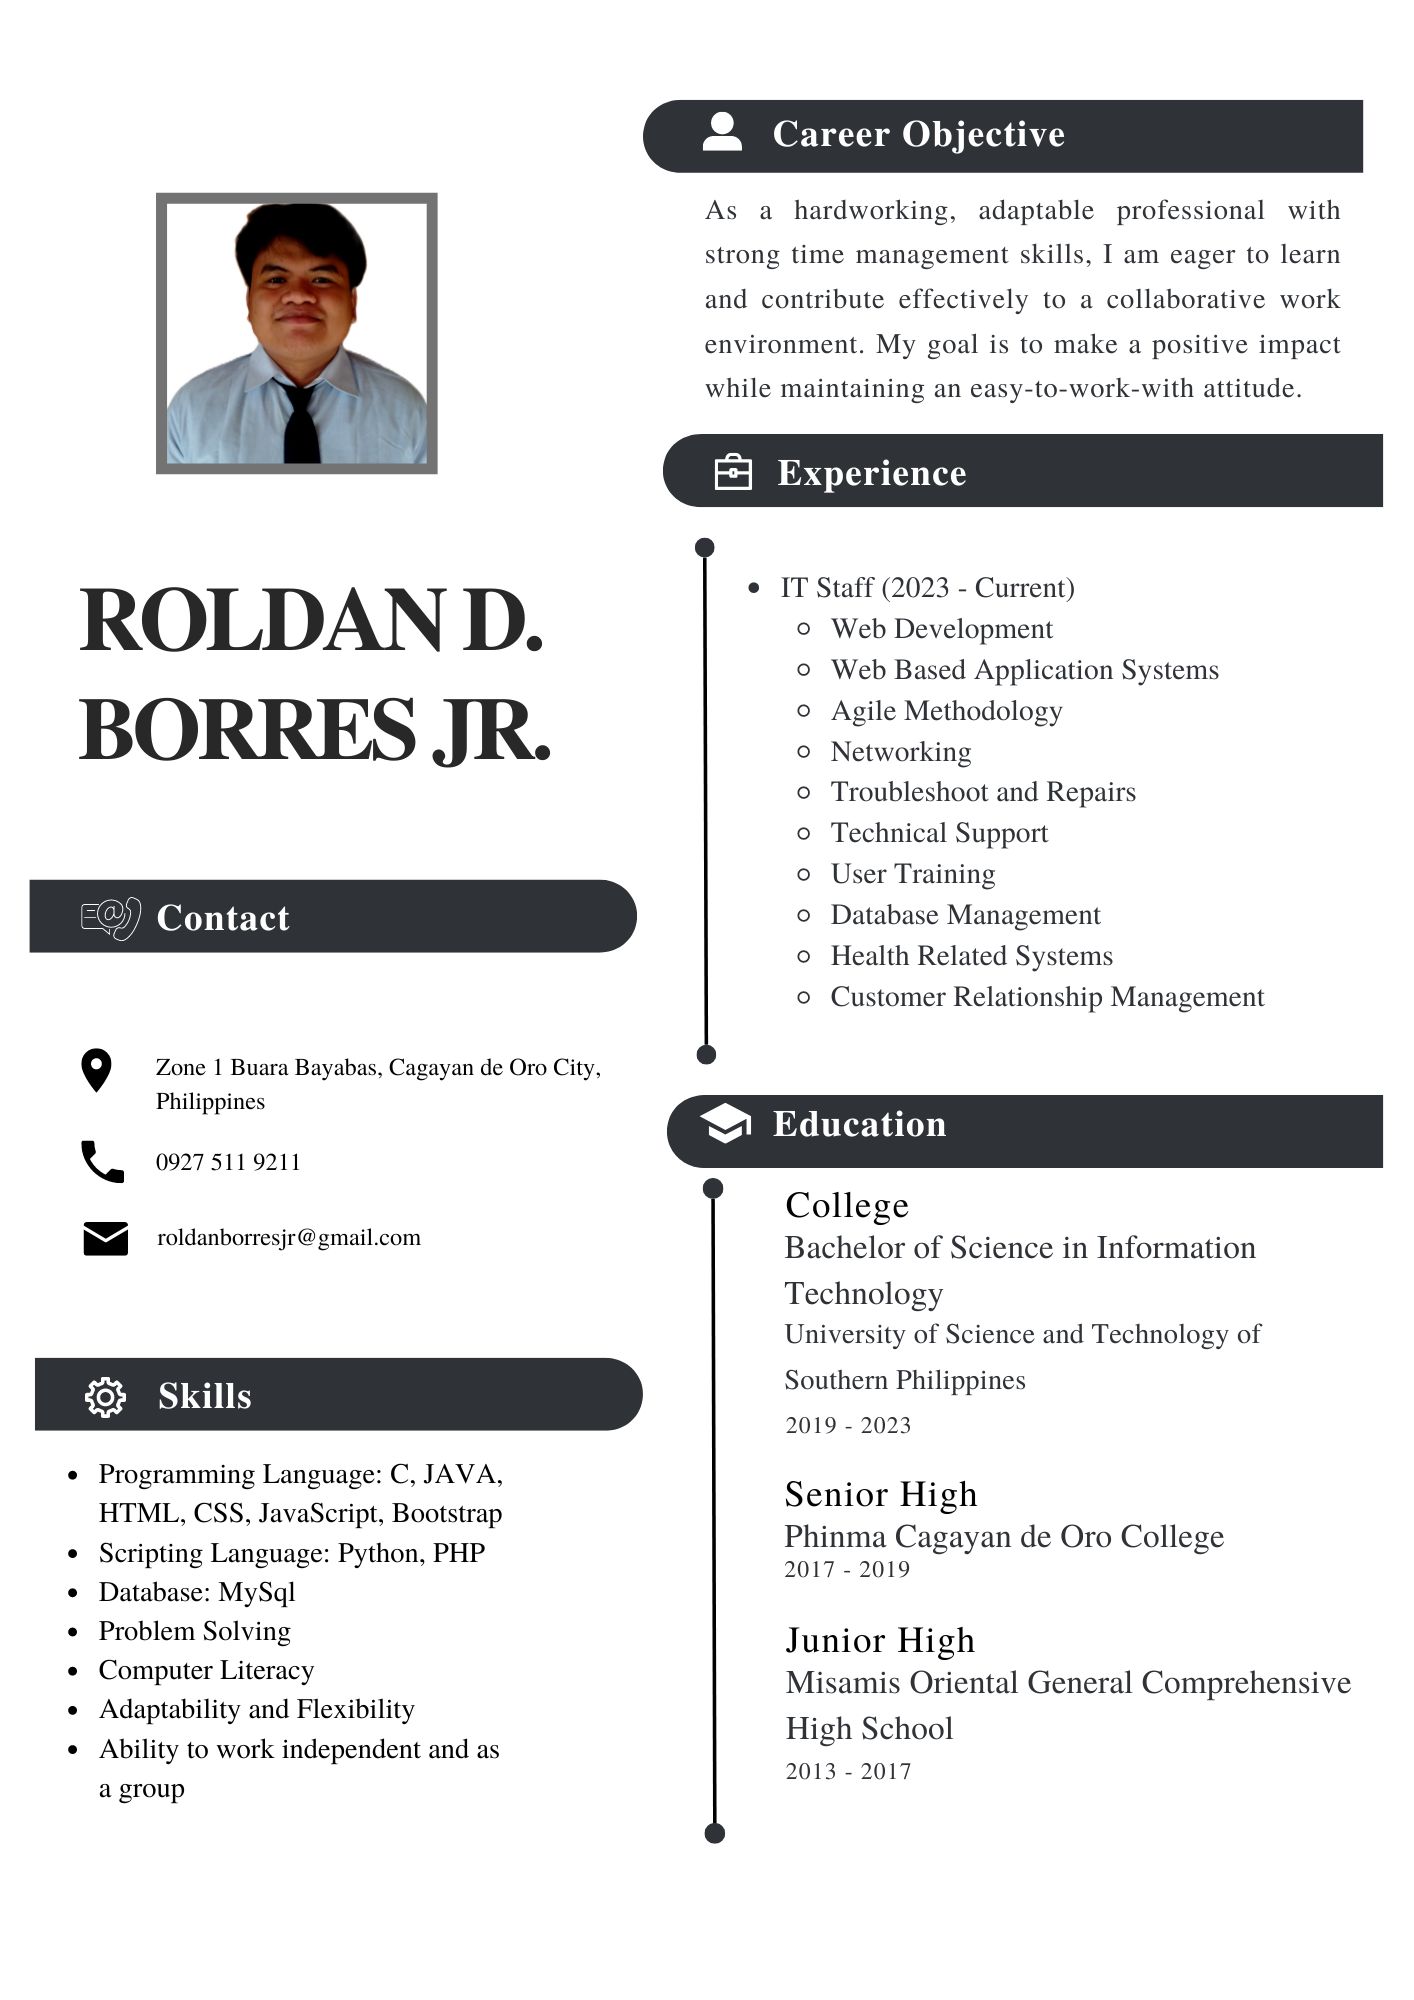 ROLDAN D.
BORRES JR.
Contact
Zone 1 Buara Bayabas, Cagayan de Oro City,
Philippines
0927 511 9211
roldanborresjr@gmail.com
Skills
• Programming Language: C, JAVA,
HTML, CSS, JavaScript, Bootstrap
• Scripting Language: Python, PHP
• Database: MySql
• Problem Solving
• Computer Literacy
• Adaptability and Flexibility
• Ability to work independent and as
a group
Career Objective
As a hardworking, adaptable professional with
strong time management skills, I am eager to learn
and contribute effectively to a collaborative work
environment. My goal is to make a positive impact
while maintaining an easy-to-work-with attitude.
Experience
• IT Staff (2023 - Current)
○ Web Development
○ Web Based Application Systems
○ Agile Methodology
○ Networking
○ Troubleshoot and Repairs
○ Technical Support
○ User Training
○ Database Management
○ Health Related Systems
○ Customer Relationship Management
Education
College
Bachelor of Science in Information
Technology
University of Science and Technology of
Southern Philippines
2019 - 2023
Senior High
Phinma Cagayan de Oro College
2017 - 2019
Junior High
Misamis Oriental General Comprehensive
High School
2013 - 2017